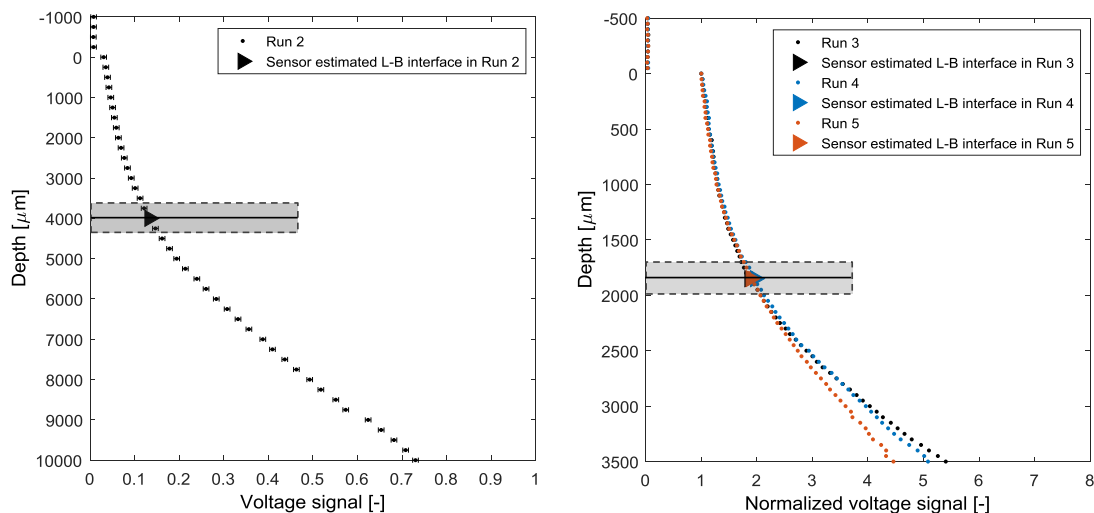 -1000
0
1000
2000
3000
4000
5000
6000
7000
8000
9000
10000
Depth [μm]
0 0.1 0.2 0.3 0.4 0.5 0.6 0.7 0.8 0.9 1
Voltage signal [-]
Run 2
Sensor estimated L-B interface in Run 2
-500
0
500
1000
1500
2000
2500
3000
3500
Depth [μm]
0 1 2 3 4 5 6 7 8
Normalized voltage signal [-]
Run 3
Sensor estimated L-B interface in Run 3
Run 4
Sensor estimated L-B interface in Run 4
Run 5
Sensor estimated L-B interface in Run 5